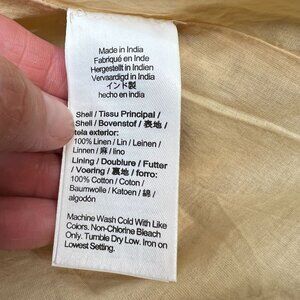 Made in India
Fabriqué en Inde
Hergestellt in Indien
Vervaardigd in India
インド製
hecho en india
Shell / Tissu Principal /
Shell / Bovenstof / 表地 /
tela exterior:
100% Linen / Lin / Leinen /
Linnen / 麻 / lino
Lining / Doublure / Futter
/ Voering / 裏地 / forro:
100% Cotton / Coton /
Baumwolle / Katoen / 綿 /
algodón
Machine Wash Cold With Like
Colors. Non-Chlorine Bleach
Only. Tumble Dry Low. Iron on
Lowest Setting.